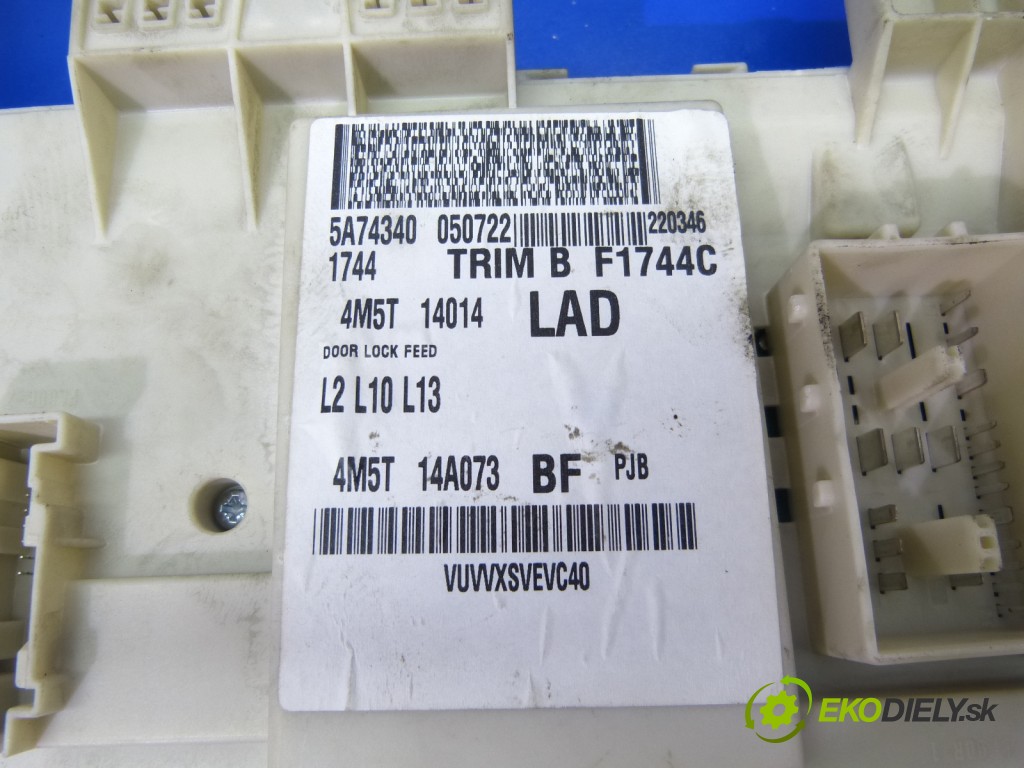 5A74340 050722 220346
1744 TRIM B F1744C
4M5T 14014 LAD
DOOR LOCK FEED
L2 L10 L13
4M5T 14A073 BF PJB
VUVVXSVEVC40
EKODIELY.sk